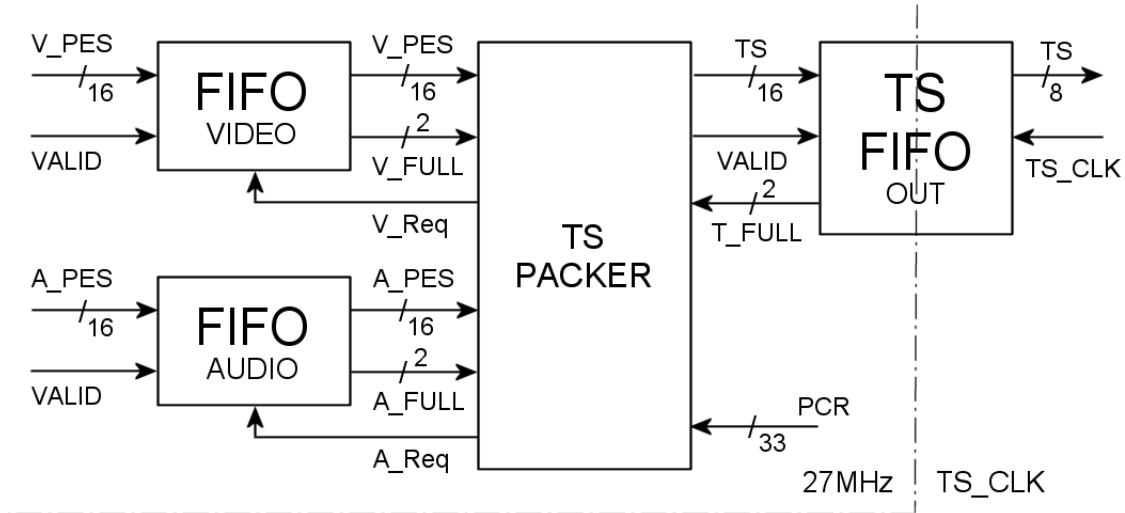 V_PES
16
VALID
FIFO
VIDEO
V_PES
16
2
V_FULL
V_Req
A_PES
16
VALID
FIFO
AUDIO
A_PES
16
2
A_FULL
A_Req
TS
PACKER
TS
16
VALID
2
T_FULL
PCR
33
TS
FIFO
OUT
TS
8
TS_CLK
27MHz
TS_CLK